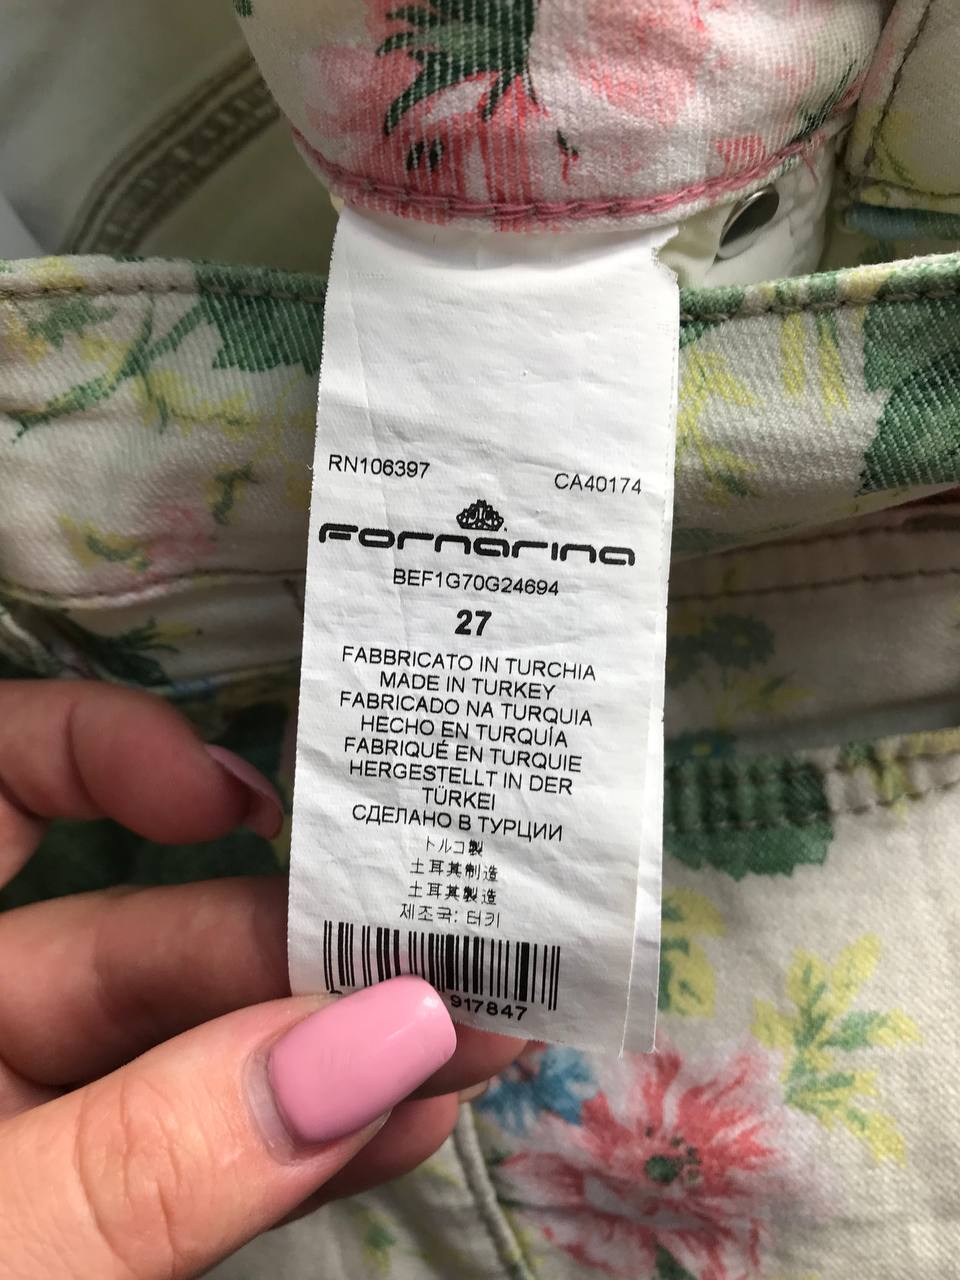 RN106397
CA40174
Fornarina
BEF1G70G24694
27
FABBRICATO IN TURCHIA
MADE IN TURKEY
FABRICADO NA TURQUIA
HECHO EN TURQUÍA
FABRIQUÉ EN TURQUIE
HERGESTELLT IN DER
TÜRKEI
СДЕЛАНО В ТУРЦИИ
トルコ製
土耳其制造
土耳其製造
제조국: 터키
917847